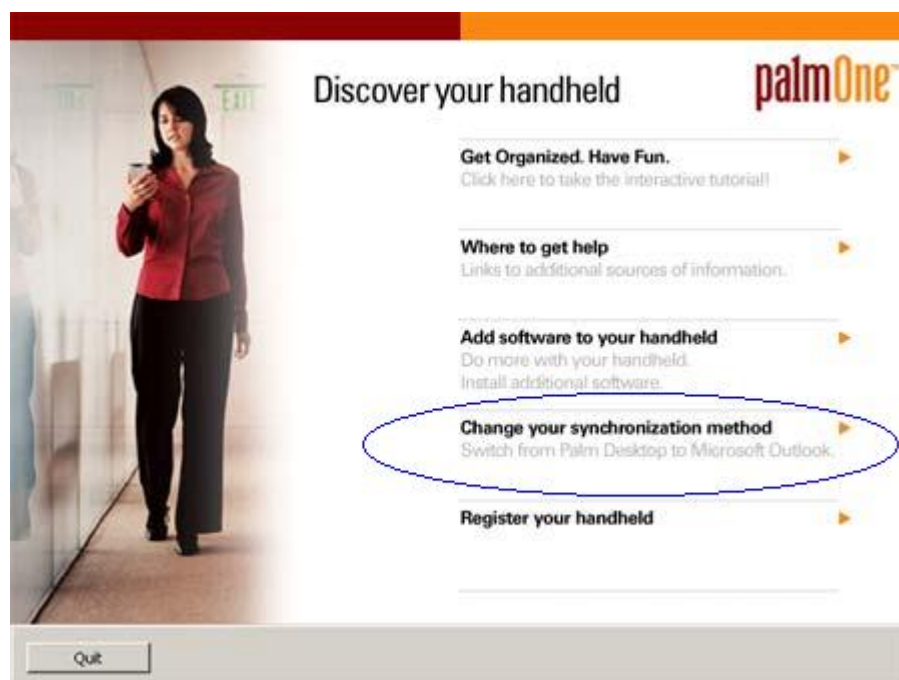 Discover your handheld
palmOne™
Get Organized. Have Fun.
Click here to take the interactive tutorial!
Where to get help
Links to additional sources of information.
Add software to your handheld
Do more with your handheld.
Install additional software.
Change your synchronization method
Switch from Palm Desktop to Microsoft Outlook.
Register your handheld
EXIT
Quit